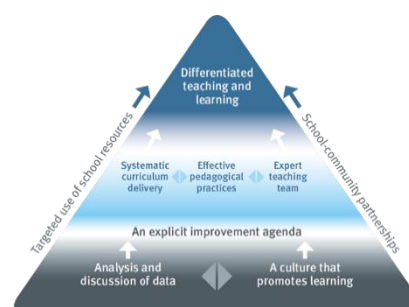 Differentiated
teaching and
learning
Targeted use of school resources
School-community partnerships
Systematic
curriculum
delivery
Effective
pedagogical
practices
Expert
teaching
team
An explicit improvement agenda
Analysis and
discussion of data
A culture that
promotes learning